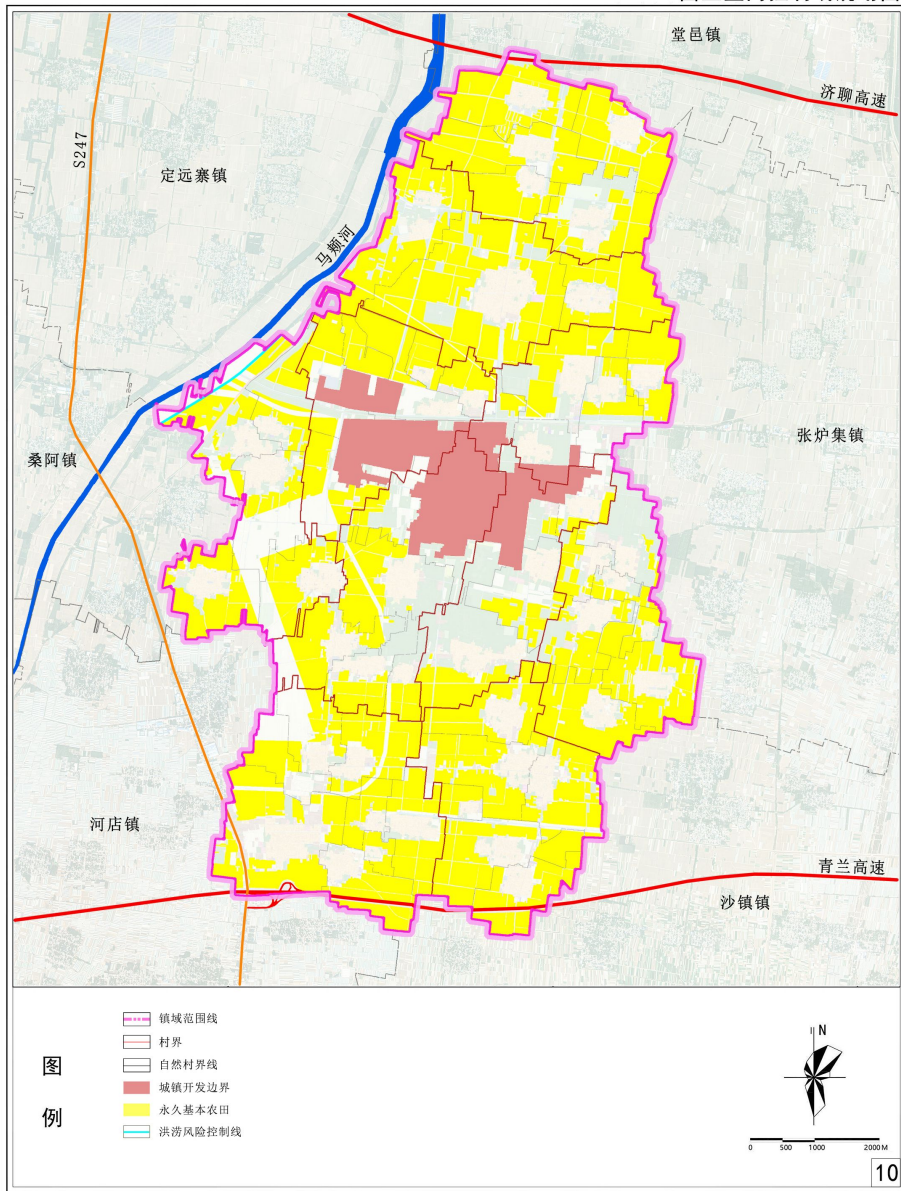 堂邑镇
济聊高速
S247
定远寨镇
马颊河
张炉集镇
桑阿镇
河店镇
青兰高速
沙镇镇
图例
镇域范围线
村界
自然村界线
城镇开发边界
永久基本农田
洪涝风险控制线
N
0 500 1000 2000M
10